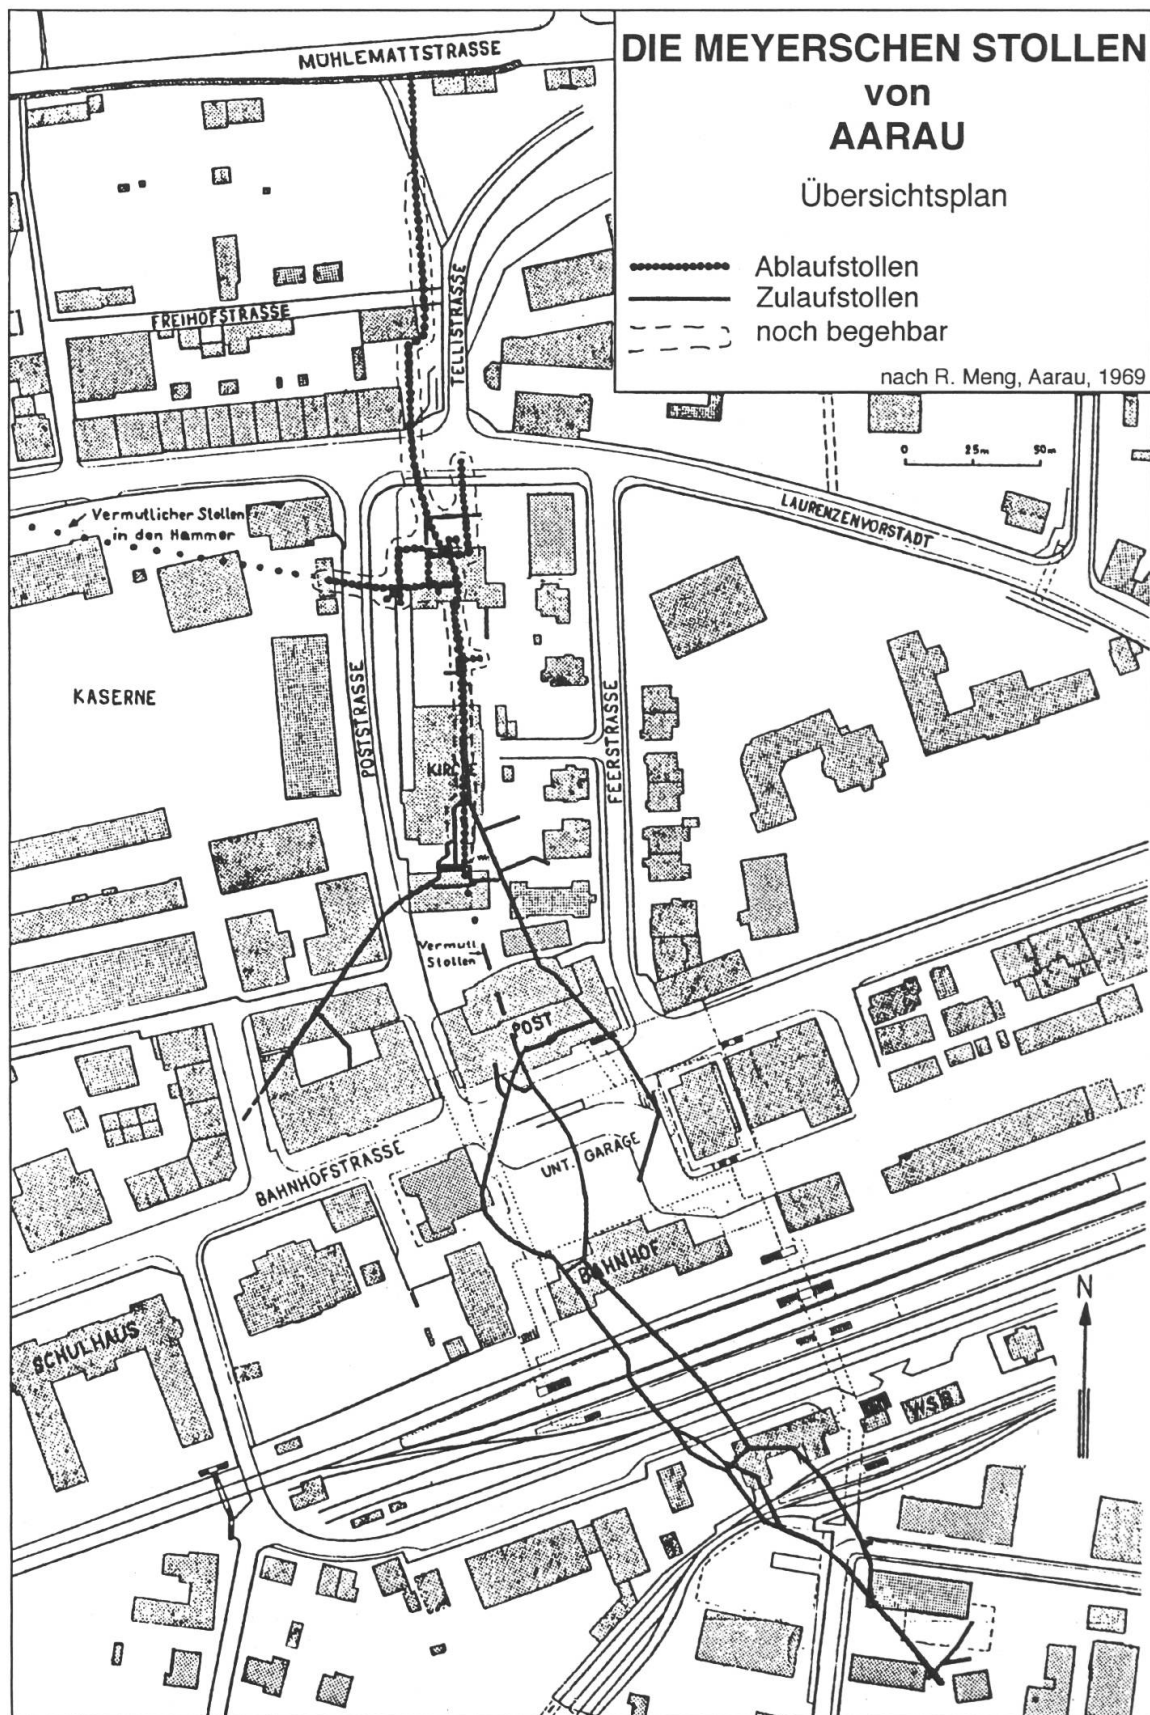 DIE MEYERSCHEN STOLLEN
von
AARAU
Übersichtsplan
Ablaufstollen
Zulaufstollen
noch begehbar
nach R. Meng, Aarau, 1969
0 25m 50m
MÜHLEMATTSTRASSE
FREIHOFSTRASSE
TELLISTRASSE
LAURENZENVORSTADT
Vermutlicher Stollen
in den Hammer
KASERNE
POSTSTRASSE
FEERSTRASSE
Vermutl
Stollen
POST
UNT. GARAGE
BAHNHOFSTRASSE
BAHNHOF
SCHULHAUS
N
WSB